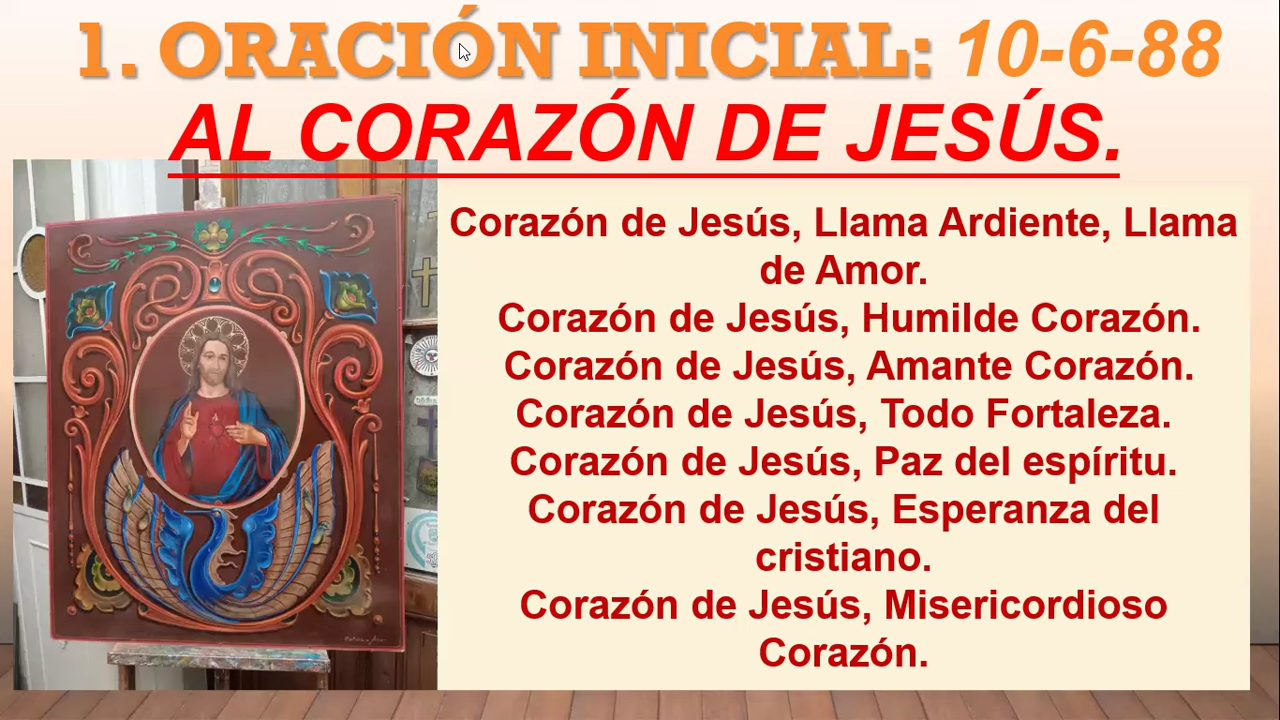 1. ORACIÓN INICIAL: 10-6-88
AL CORAZÓN DE JESÚS.
Corazón de Jesús, Llama Ardiente, Llama
de Amor.
Corazón de Jesús, Humilde Corazón.
Corazón de Jesús, Amante Corazón.
Corazón de Jesús, Todo Fortaleza.
Corazón de Jesús, Paz del espíritu.
Corazón de Jesús, Esperanza del
cristiano.
Corazón de Jesús, Misericordioso
Corazón.